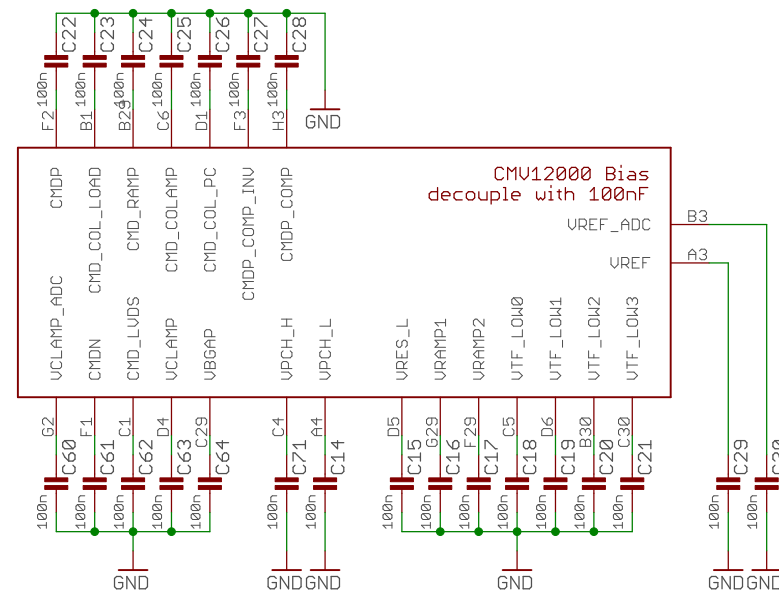 C22 C23 C24 C25 C26 C27 C28
100n 100n 100n 100n 100n 100n 100n
F2 B1 B29 C6 D1 F3 H3 GND
CMV12000 Bias
decouple with 100nF
CMDP CMD_COL_LOAD CMD_RAMP CMD_COLAMP CMD_COL_PC CMDP_COMP_INV CMDP_COMP
VREF_ADC B3
VREF A3
VCLAMP_ADC CMDN CMD_LVDS VCLAMP VBGAP VPCH_H VPCH_L VRES_L VRAMP1 VRAMP2 VTF_LOW0 VTF_LOW1 VTF_LOW2 VTF_LOW3
G2 F1 C1 D4 C29 C4 A4 D5 G29 F29 C5 D6 B30 C30
C60 C61 C62 C63 C64 C71 C14 C15 C16 C17 C18 C19 C20 C21 C29 C30
100n 100n 100n 100n 100n 100n 100n 100n 100n 100n 100n 100n 100n 100n 100n 100n
GND GND GND GND GND GND